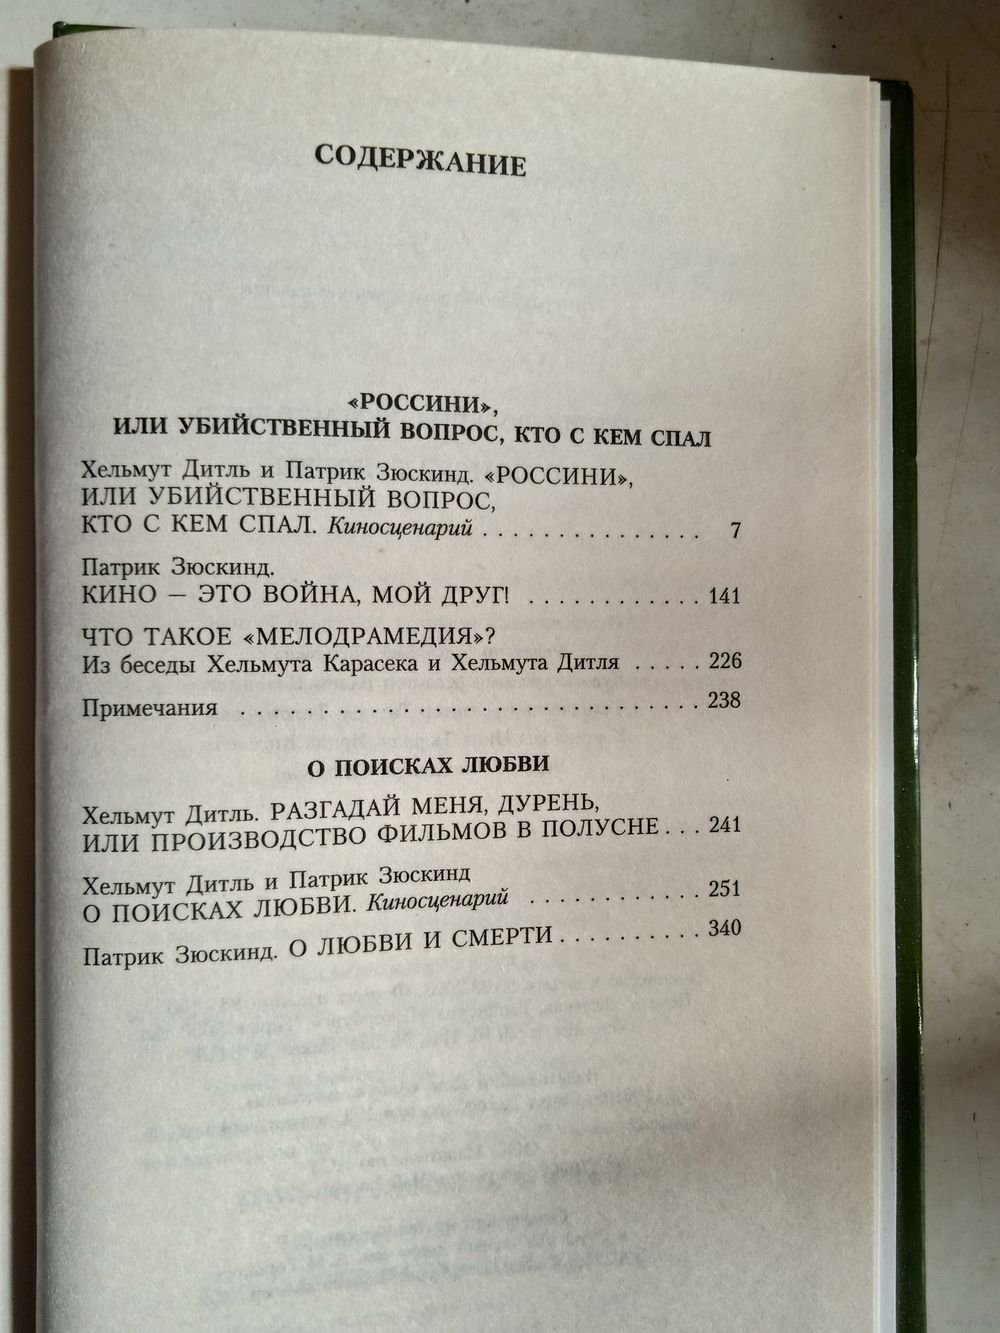 СОДЕРЖАНИЕ
«РОССИНИ»,
ИЛИ УБИЙСТВЕННЫЙ ВОПРОС, КТО С КЕМ СПАЛ
Хельмут Дитль и Патрик Зюскинд. «РОССИНИ»,
ИЛИ УБИЙСТВЕННЫЙ ВОПРОС,
КТО С КЕМ СПАЛ. Киносценарий . . . . . . . . . . . . . . . 7
Патрик Зюскинд.
КИНО — ЭТО ВОЙНА, МОЙ ДРУГ! . . . . . . . . . . . . 141
ЧТО ТАКОЕ «МЕЛОДРАМЕДИЯ»?
Из беседы Хельмута Карасека и Хельмута Дитля . . . . . 226
Примечания . . . . . . . . . . . . . . . . . . . . . . . . . . . . . . 238
О ПОИСКАХ ЛЮБВИ
Хельмут Дитль. РАЗГАДАЙ МЕНЯ, ДУРЕНЬ,
ИЛИ ПРОИЗВОДСТВО ФИЛЬМОВ В ПОЛУСНЕ . . . 241
Хельмут Дитль и Патрик Зюскинд
О ПОИСКАХ ЛЮБВИ. Киносценарий . . . . . . . . . . . . 251
Патрик Зюскинд. О ЛЮБВИ И СМЕРТИ . . . . . . . . . . 340